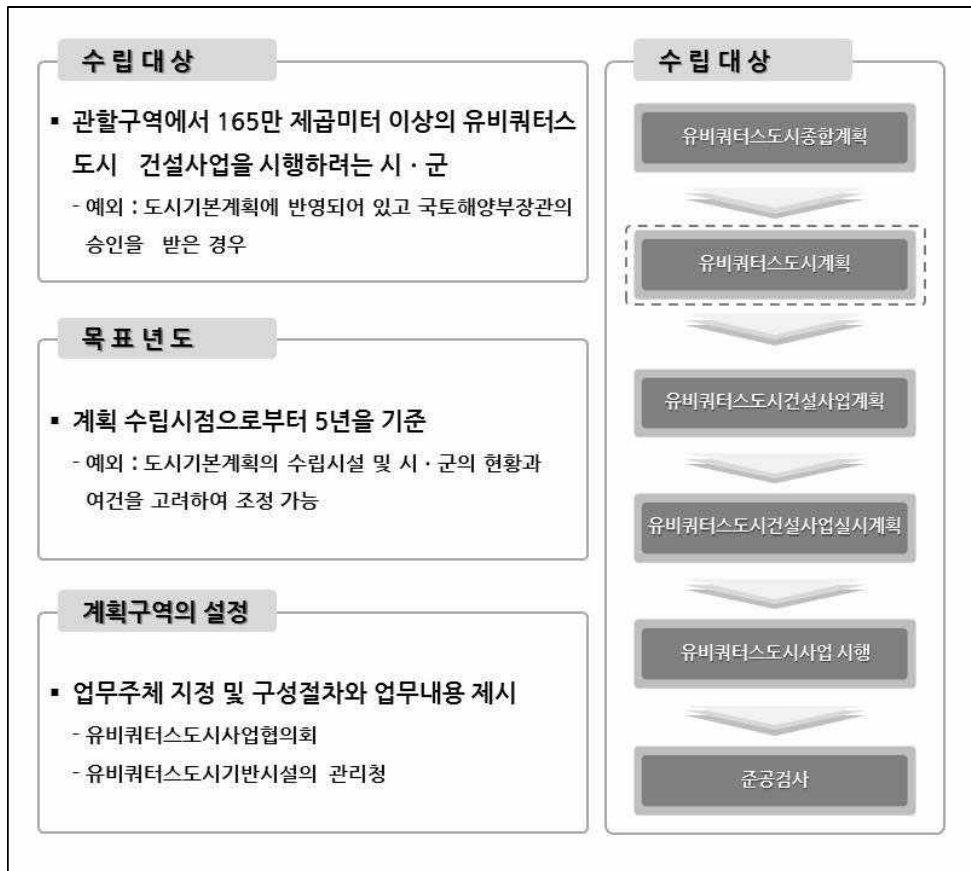 수 립 대 상
▪ 관할구역에서 165만 제곱미터 이상의 유비쿼터스
도시 건설사업을 시행하려는 시 · 군
- 예외 : 도시기본계획에 반영되어 있고 국토해양부장관의
승인을 받은 경우
목 표 년 도
▪ 계획 수립시점으로부터 5년을 기준
- 예외 : 도시기본계획의 수립시설 및 시 · 군의 현황과
여건을 고려하여 조정 가능
계획구역의 설정
▪ 업무주체 지정 및 구성절차와 업무내용 제시
- 유비쿼터스도시사업협의회
- 유비쿼터스도시기반시설의 관리청
수 립 대 상
유비쿼터스도시종합계획
유비쿼터스도시계획
유비쿼터스도시건설사업계획
유비쿼터스도시건설사업실시계획
유비쿼터스도시사업 시행
준공검사